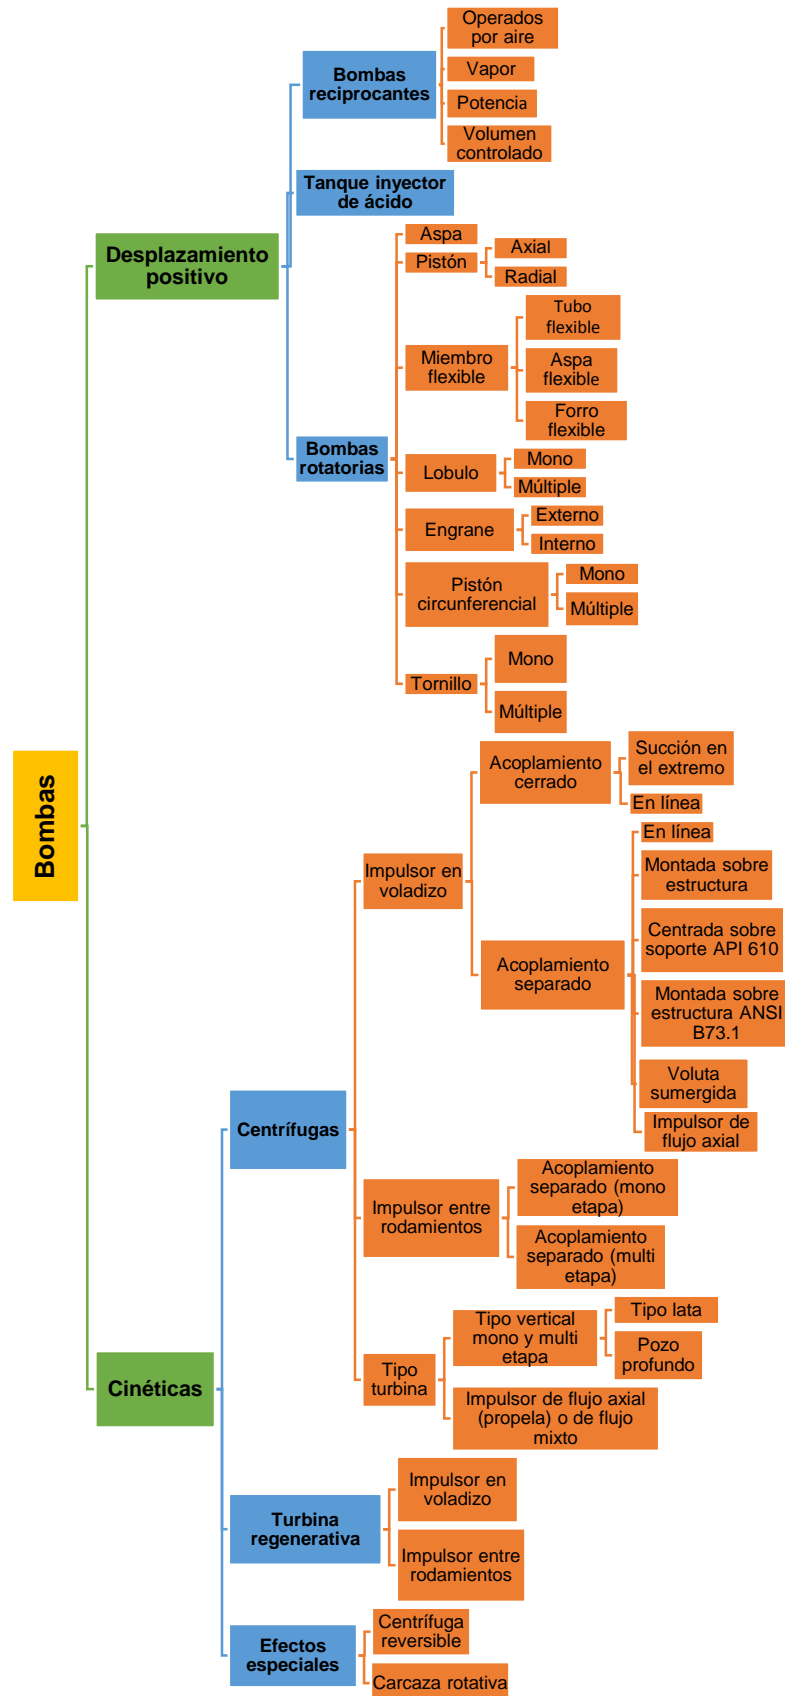 Bombas
Desplazamiento
positivo
Bombas
reciprocantes
Operados
por aire
Vapor
Potencia
Volumen
controlado
Tanque inyector
de ácido
Bombas
rotatorias
Aspa
Pistón
Axial
Radial
Miembro
flexible
Tubo
flexible
Aspa
flexible
Forro
flexible
Lobulo
Mono
Múltiple
Engrane
Externo
Interno
Pistón
circunferencial
Mono
Múltiple
Tornillo
Mono
Múltiple
Cinéticas
Centrífugas
Impulsor en
voladizo
Acoplamiento
cerrado
Succión en
el extremo
En línea
Acoplamiento
separado
En línea
Montada sobre
estructura
Centrada sobre
soporte API 610
Montada sobre
estructura ANSI
B73.1
Voluta
sumergida
Impulsor de
flujo axial
Impulsor entre
rodamientos
Acoplamiento
separado (mono
etapa)
Acoplamiento
separado (multi
etapa)
Tipo
turbina
Tipo vertical
mono y multi
etapa
Tipo lata
Pozo
profundo
Impulsor de flujo axial
(propela) o de flujo
mixto
Turbina
regenerativa
Impulsor en
voladizo
Impulsor entre
rodamientos
Efectos
especiales
Centrífuga
reversible
Carcaza rotativa